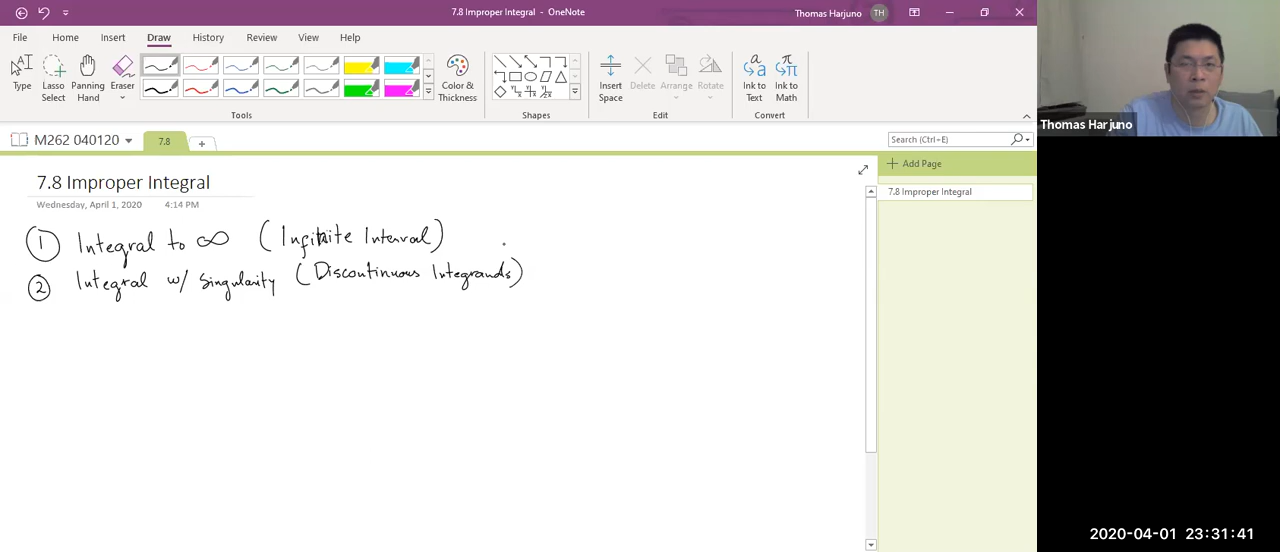 7.8 Improper Integral - OneNote
Thomas Harjuno TH
File Home Insert Draw History Review View Help
Type Lasso Select Panning Hand Eraser Color & Thickness Insert Space Delete Arrange Rotate Ink to Text Ink to Math
Tools Shapes Edit Convert
Thomas Harjuno
M262 040120 7.8 Search (Ctrl+E)
Add Page
7.8 Improper Integral
7.8 Improper Integral
Wednesday, April 1, 2020 4:14 PM
① Integral to ∞ (Infinite Interval)
② Integral w/ Singularity (Discontinuous Integrands)
2020-04-01 23:31:41